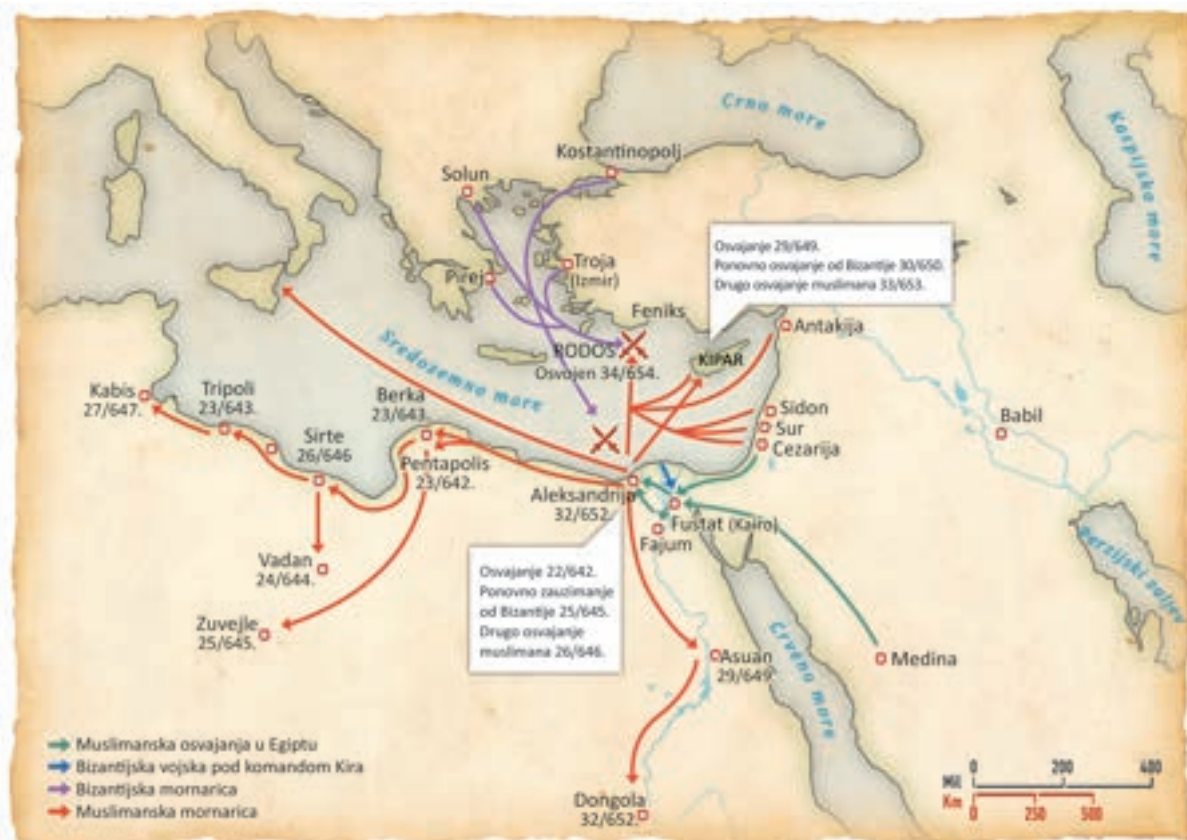 Crno more
Kaspijsko more
Kostantinopolj
Solun
Osvajanje 29/649.
Ponovno osvajanje od Bizantije 30/650.
Drugo osvajanje muslimana 33/653.
Troja
(Izmir)
Pirej
Feniks
Antakija
RODOS
Osvojen 34/654.
KIPAR
Sredozemno more
Kabis
27/647.
Tripoli
23/643.
Berka
23/643.
Sidon
Sur
Cezarija
Babil
Sirte
26/646
Pentapolis
23/642.
Aleksandrija
32/652.
Fustat (Kairo)
Fajum
Perzijski zaljev
Vadan
24/644.
Osvajanje 22/642.
Ponovno zauzimanje
od Bizantije 25/645.
Drugo osvajanje
muslimana 26/646.
Zuvejle
25/645.
Crveno more
Asuan
29/649.
Medina
Muslimanska osvajanja u Egiptu
Bizantijska vojska pod komandom Kira
Bizantijska mornarica
Muslimanska mornarica
Dongola
32/652.
Mil 0 200 400
Km 0 250 500